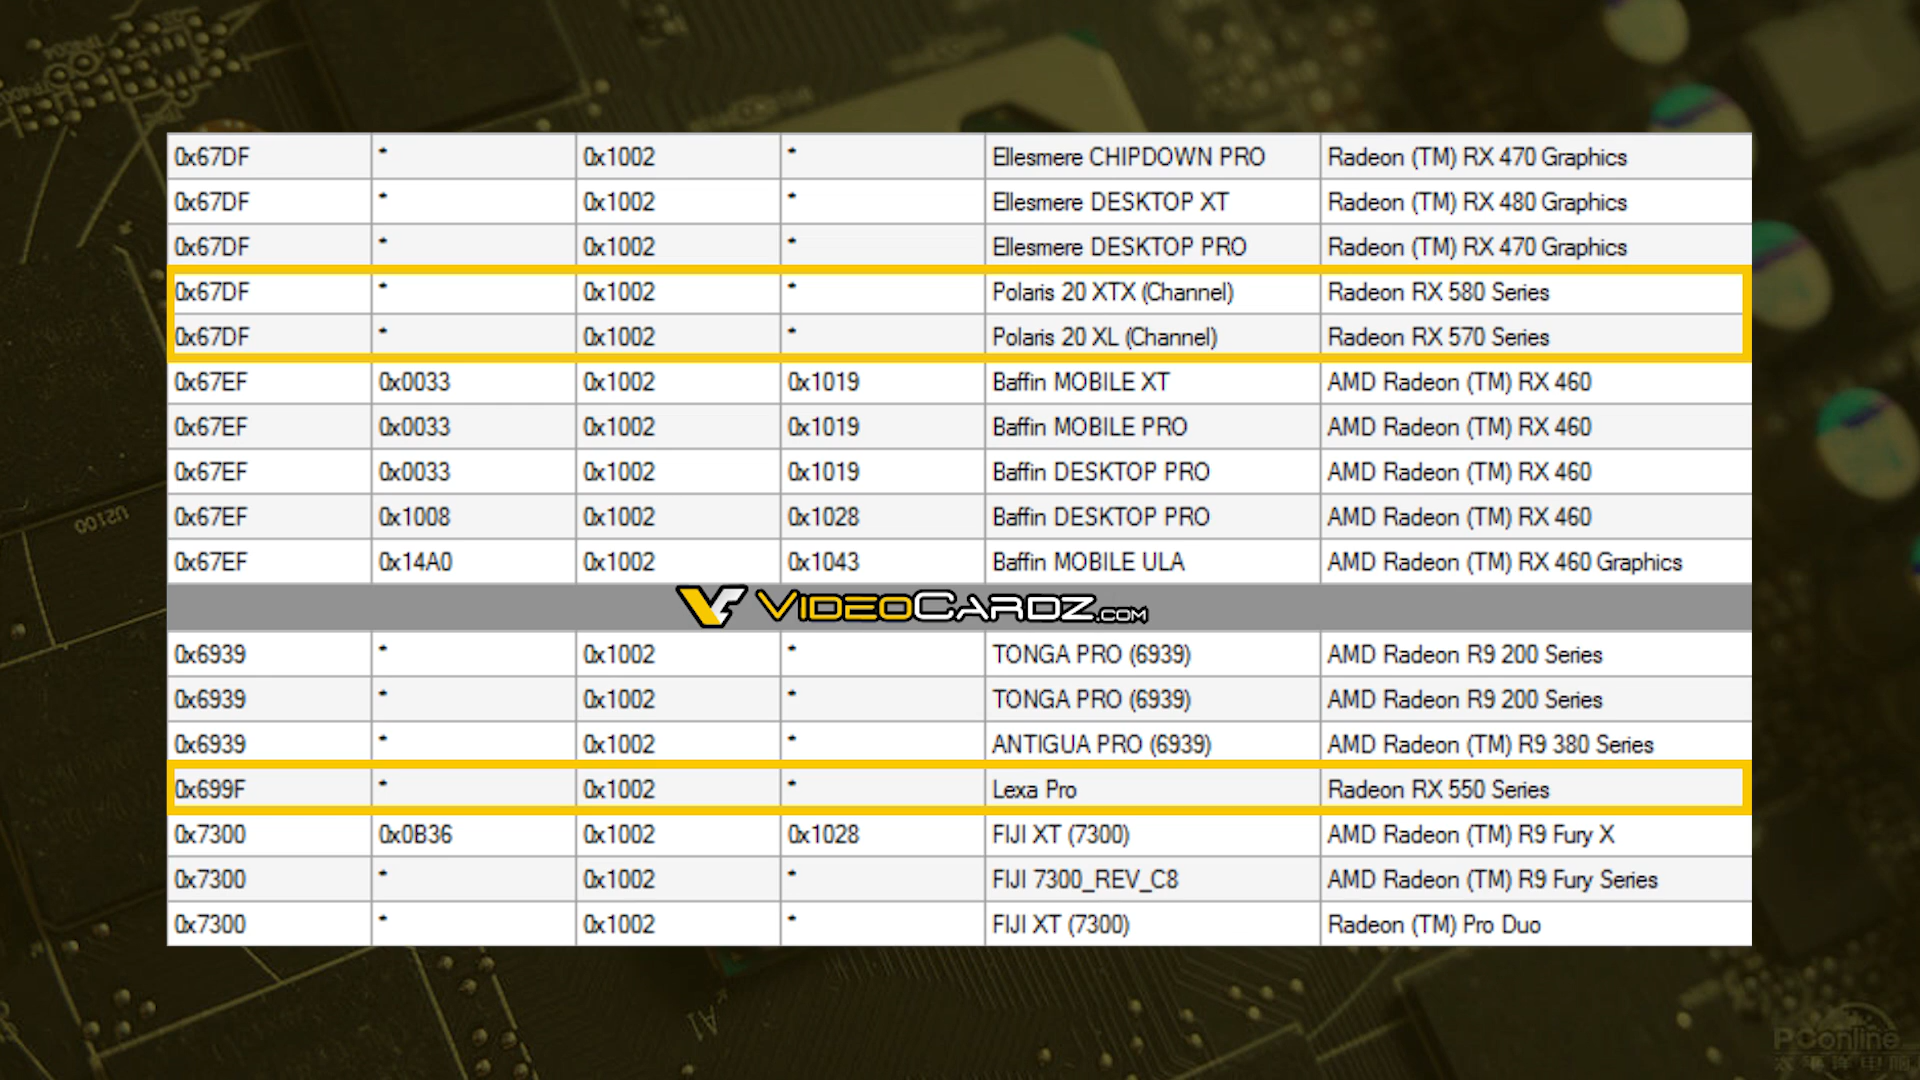 0x67DF * 0x1002 * Ellesmere CHIPDOWN PRO Radeon (TM) RX 470 Graphics
0x67DF * 0x1002 * Ellesmere DESKTOP XT Radeon (TM) RX 480 Graphics
0x67DF * 0x1002 * Ellesmere DESKTOP PRO Radeon (TM) RX 470 Graphics
0x67DF * 0x1002 * Polaris 20 XTX (Channel) Radeon RX 580 Series
0x67DF * 0x1002 * Polaris 20 XL (Channel) Radeon RX 570 Series
0x67EF 0x0033 0x1002 0x1019 Baffin MOBILE XT AMD Radeon (TM) RX 460
0x67EF 0x0033 0x1002 0x1019 Baffin MOBILE PRO AMD Radeon (TM) RX 460
0x67EF 0x0033 0x1002 0x1019 Baffin DESKTOP PRO AMD Radeon (TM) RX 460
0x67EF 0x1008 0x1002 0x1028 Baffin DESKTOP PRO AMD Radeon (TM) RX 460
0x67EF 0x14A0 0x1002 0x1043 Baffin MOBILE ULA AMD Radeon (TM) RX 460 Graphics
VIDEOCARDZ.COM
0x6939 * 0x1002 * TONGA PRO (6939) AMD Radeon R9 200 Series
0x6939 * 0x1002 * TONGA PRO (6939) AMD Radeon R9 200 Series
0x6939 * 0x1002 * ANTIGUA PRO (6939) AMD Radeon (TM) R9 380 Series
0x699F * 0x1002 * Lexa Pro Radeon RX 550 Series
0x7300 0x0B36 0x1002 0x1028 FIJI XT (7300) AMD Radeon (TM) R9 Fury X
0x7300 * 0x1002 * FIJI 7300_REV_C8 AMD Radeon (TM) R9 Fury Series
0x7300 * 0x1002 * FIJI XT (7300) Radeon (TM) Pro Duo
U2100
A1
PConline